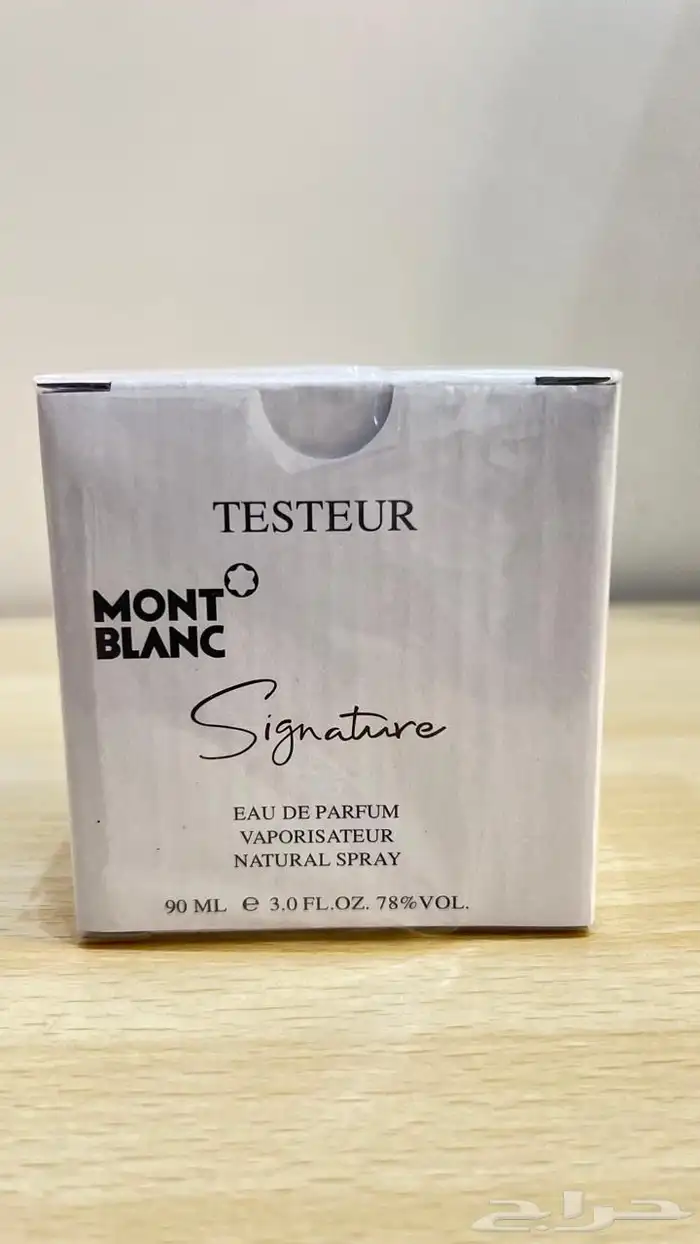 TESTEUR
MONT
BLANC
Signature
EAU DE PARFUM
VAPORISATEUR
NATURAL SPRAY
90 ML ℮ 3.0 FL.OZ. 78%VOL.
حراج